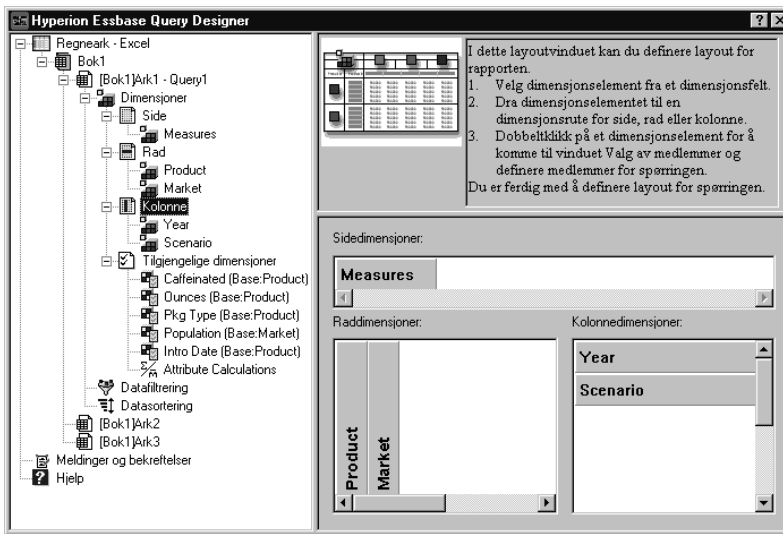 Hyperion Essbase Query Designer
Regneark - Excel
Bok1
[Bok1]Ark1 - Query1
Dimensjoner
Side
Measures
Rad
Product
Market
Kolonne
Year
Scenario
Tilgjengelige dimensjoner
Caffeinated (Base:Product)
Ounces (Base:Product)
Pkg Type (Base:Product)
Population (Base:Market)
Intro Date (Base:Product)
Attribute Calculations
Datafiltrering
Datasortering
[Bok1]Ark2
[Bok1]Ark3
Meldinger og bekreftelser
Hjelp
I dette layoutvinduet kan du definere layout for
rapporten.
1. Velg dimensjonselement fra et dimensjonsfelt.
2. Dra dimensjonselementet til en
dimensjonsrute for side, rad eller kolonne.
3. Dobbeltklikk på et dimensjonselement for å
komme til vinduet Valg av medlemmer og
definere medlemmer for spørringen.
Du er ferdig med å definere layout for spørringen.
Sidedimensjoner:
Measures
Raddimensjoner:
Product
Market
Kolonnedimensjoner:
Year
Scenario